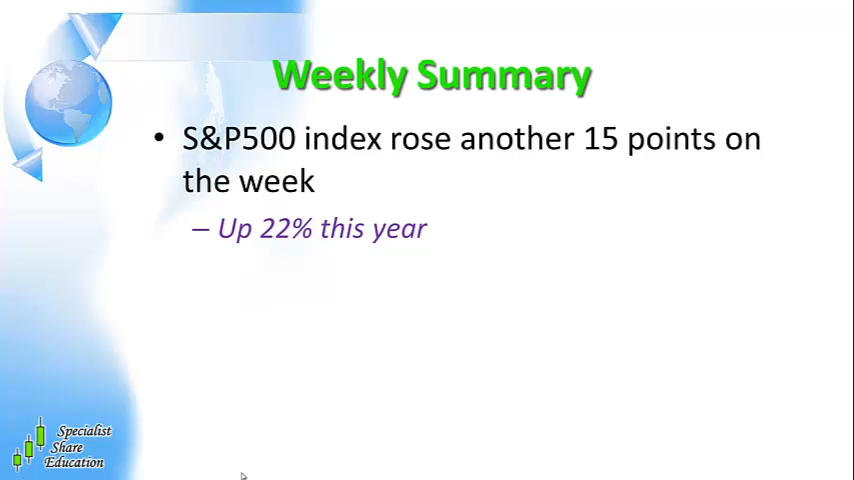 Weekly Summary
• S&P500 index rose another 15 points on
the week
– Up 22% this year
Specialist
Share
Education